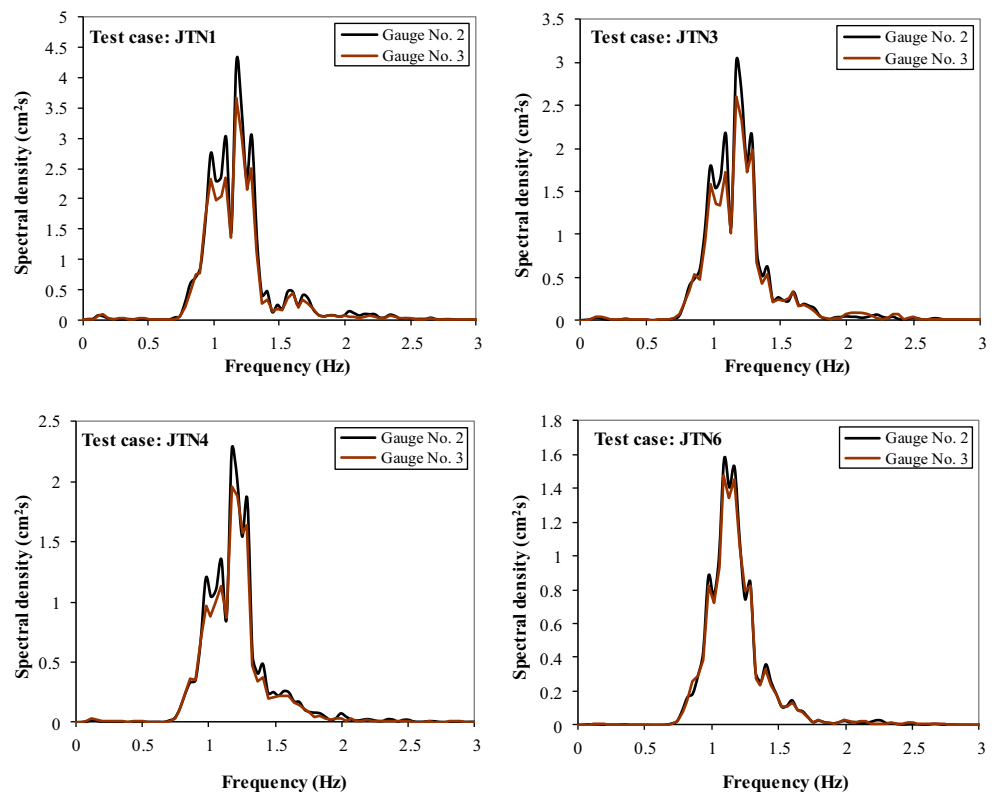 Test case: JTN1
Gauge No. 2
Gauge No. 3
Spectral density (cm²s)
5
4.5
4
3.5
3
2.5
2
1.5
1
0.5
0
0 0.5 1 1.5 2 2.5 3
Frequency (Hz)
Test case: JTN3
Gauge No. 2
Gauge No. 3
Spectral density (cm²s)
3.5
3
2.5
2
1.5
1
0.5
0
0 0.5 1 1.5 2 2.5 3
Frequency (Hz)
Test case: JTN4
Gauge No. 2
Gauge No. 3
Spectral density (cm²s)
2.5
2
1.5
1
0.5
0
0 0.5 1 1.5 2 2.5 3
Frequency (Hz)
Test case: JTN6
Gauge No. 2
Gauge No. 3
Spectral density (cm²s)
1.8
1.6
1.4
1.2
1
0.8
0.6
0.4
0.2
0
0 0.5 1 1.5 2 2.5 3
Frequency (Hz)